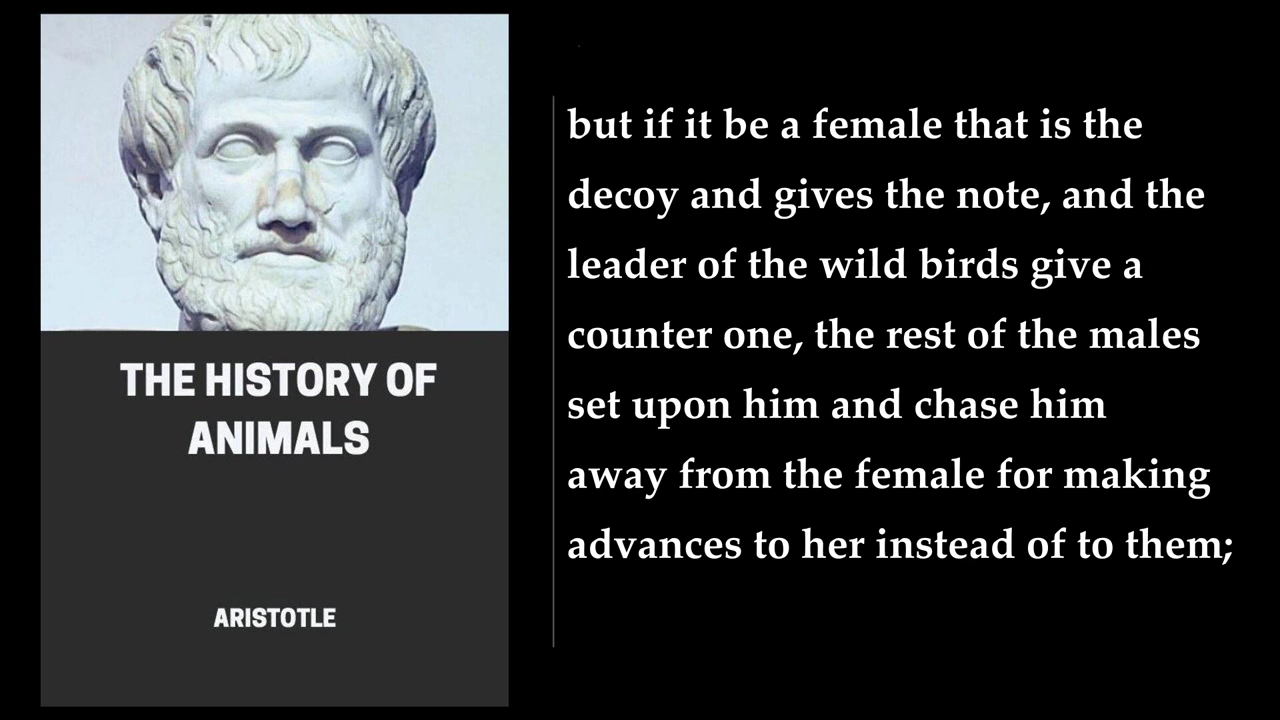 THE HISTORY OF
ANIMALS
ARISTOTLE
but if it be a female that is the
decoy and gives the note, and the
leader of the wild birds give a
counter one, the rest of the males
set upon him and chase him
away from the female for making
advances to her instead of to them;